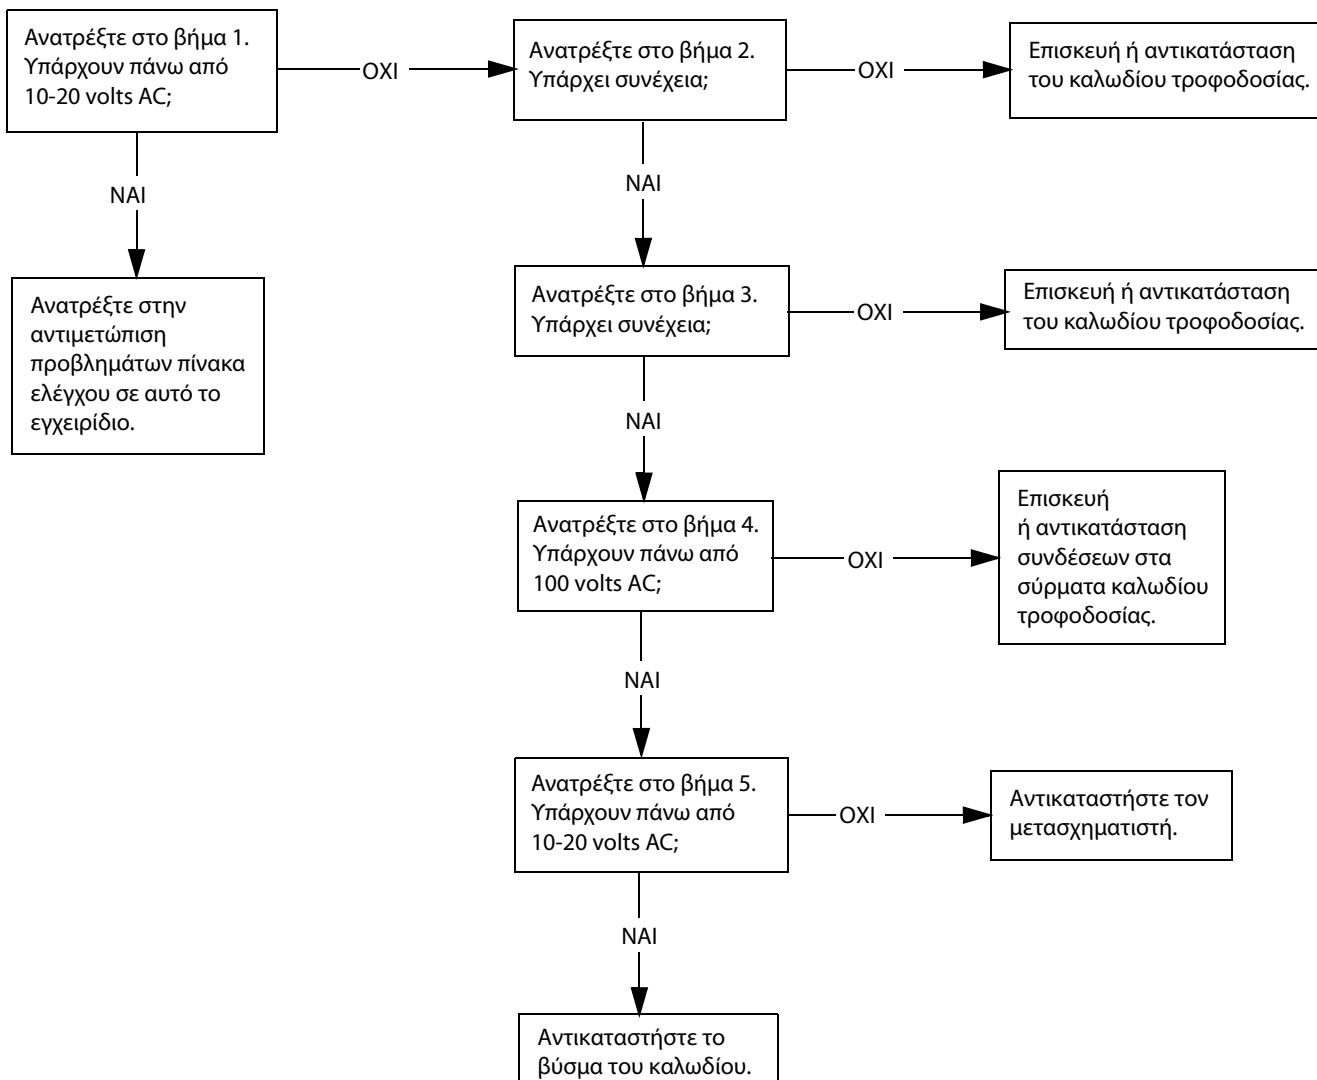 Ανατρέξτε στο βήμα 1.
Υπάρχουν πάνω από
10-20 volts AC;
ΟΧΙ
Ανατρέξτε στο βήμα 2.
Υπάρχει συνέχεια;
ΟΧΙ
Επισκευή ή αντικατάσταση
του καλωδίου τροφοδοσίας.
ΝΑΙ
ΝΑΙ
Ανατρέξτε στην
αντιμετώπιση
προβλημάτων πίνακα
ελέγχου σε αυτό το
εγχειρίδιο.
Ανατρέξτε στο βήμα 3.
Υπάρχει συνέχεια;
ΟΧΙ
Επισκευή ή αντικατάσταση
του καλωδίου τροφοδοσίας.
ΝΑΙ
Ανατρέξτε στο βήμα 4.
Υπάρχουν πάνω από
100 volts AC;
ΟΧΙ
Επισκευή
ή αντικατάσταση
συνδέσεων στα
σύρματα καλωδίου
τροφοδοσίας.
ΝΑΙ
Ανατρέξτε στο βήμα 5.
Υπάρχουν πάνω από
10-20 volts AC;
ΟΧΙ
Αντικαταστήστε τον
μετασχηματιστή.
ΝΑΙ
Αντικαταστήστε το
βύσμα του καλωδίου.